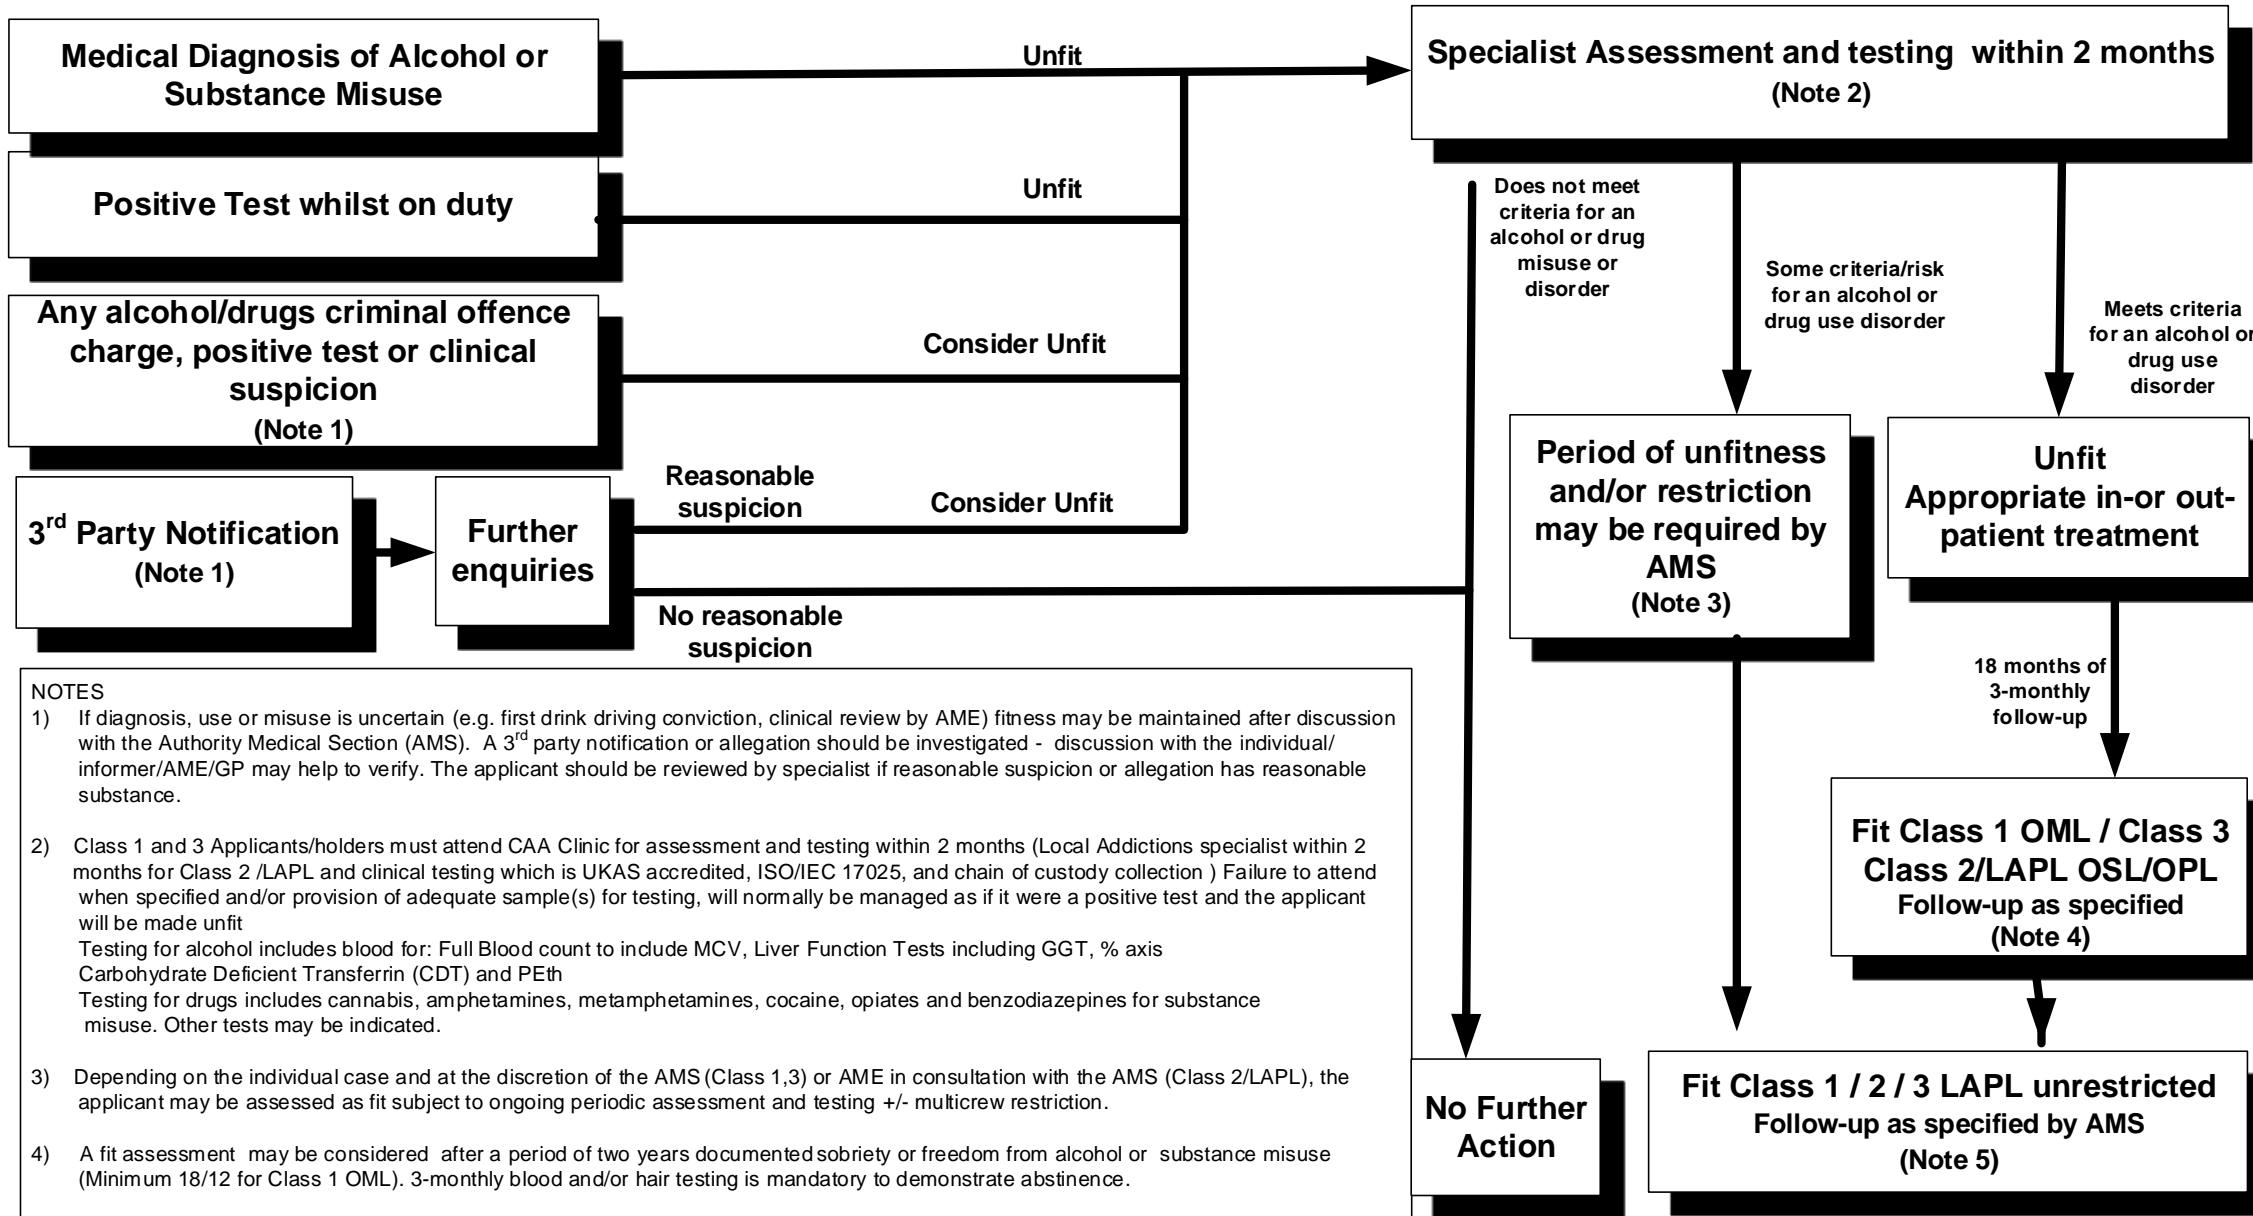 Medical Diagnosis of Alcohol or
Substance Misuse
Unfit
Specialist Assessment and testing within 2 months
(Note 2)
Positive Test whilst on duty
Unfit
Any alcohol/drugs criminal offence
charge, positive test or clinical
suspicion
(Note 1)
Consider Unfit
3rd Party Notification
(Note 1)
Further
enquiries
Reasonable
suspicion
Consider Unfit
No reasonable
suspicion
Does not meet
criteria for an
alcohol or drug
misuse or
disorder
Some criteria/risk
for an alcohol or
drug use disorder
Meets criteria
for an alcohol or
drug use
disorder
Period of unfitness
and/or restriction
may be required by
AMS
(Note 3)
Unfit
Appropriate in-or out-
patient treatment
18 months of
3-monthly
follow-up
Fit Class 1 OML / Class 3
Class 2/LAPL OSL/OPL
Follow-up as specified
(Note 4)
No Further
Action
Fit Class 1 / 2 / 3 LAPL unrestricted
Follow-up as specified by AMS
(Note 5)
NOTES
1) If diagnosis, use or misuse is uncertain (e.g. first drink driving conviction, clinical review by AME) fitness may be maintained after discussion
with the Authority Medical Section (AMS). A 3rd party notification or allegation should be investigated - discussion with the individual/
informer/AME/GP may help to verify. The applicant should be reviewed by specialist if reasonable suspicion or allegation has reasonable
substance.
2) Class 1 and 3 Applicants/holders must attend CAA Clinic for assessment and testing within 2 months (Local Addictions specialist within 2
months for Class 2 /LAPL and clinical testing which is UKAS accredited, ISO/IEC 17025, and chain of custody collection ) Failure to attend
when specified and/or provision of adequate sample(s) for testing, will normally be managed as if it were a positive test and the applicant
will be made unfit
Testing for alcohol includes blood for: Full Blood count to include MCV, Liver Function Tests including GGT, % axis
Carbohydrate Deficient Transferrin (CDT) and PEth
Testing for drugs includes cannabis, amphetamines, metamphetamines, cocaine, opiates and benzodiazepines for substance
misuse. Other tests may be indicated.
3) Depending on the individual case and at the discretion of the AMS (Class 1,3) or AME in consultation with the AMS (Class 2/LAPL), the
applicant may be assessed as fit subject to ongoing periodic assessment and testing +/- multicrew restriction.
4) A fit assessment may be considered after a period of two years documented sobriety or freedom from alcohol or substance misuse
(Minimum 18/12 for Class 1 OML). 3-monthly blood and/or hair testing is mandatory to demonstrate abstinence.